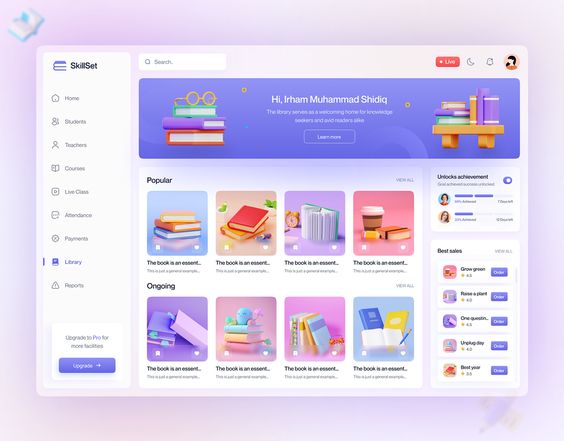 SkillSet
Search..
Live
Home
Students
Teachers
Courses
Live Class
Attendance
Payments
Library
Reports
Upgrade to Pro for
more facilities
Upgrade
Hi, Irham Muhammad Shidiq
The library serves as a welcoming home for knowledge
seekers and avid readers alike
Learn more
Popular
VIEW ALL
The book is an essent...
This is just a general example...
The book is an essent...
This is just a general example...
The book is an essent...
This is just a general example...
The book is an essent...
This is just a general example...
Ongoing
VIEW ALL
The book is an essent...
This is just a general example...
The book is an essent...
This is just a general example...
The book is an essent...
This is just a general example...
The book is an essent...
This is just a general example...
Unlocks achievement
Goal achieved success unlocked
Achieved
7 Days left
Achieved
12 Days left
Best sales
VIEW ALL
Grow green
4.5
Order
Raise a plant
4.0
Order
One questin...
4.5
Order
Unplug day
4.0
Order
Best year
3.5
Order